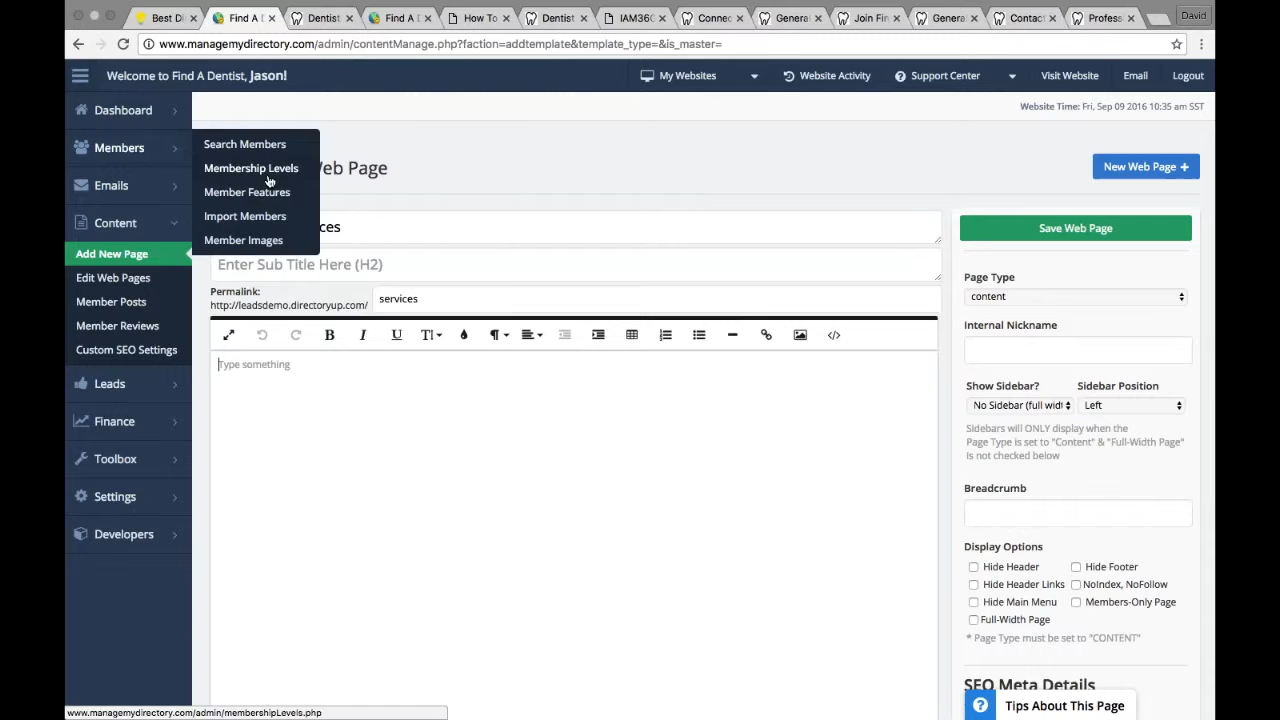 Best Di
Find A D
Dentist
Find A D
How To
Dentist
IAM360
Connec
General
Join Fin
Genera
Contac
Profess
David
www.managemydirectory.com/admin/contentManage.php?faction=addtemplate&template_type=&is_master=
Welcome to Find A Dentist, Jason!
My Websites
Website Activity
Support Center
Visit Website
Email
Logout
Website Time: Fri, Sep 09 2016 10:35 am SST
Dashboard
Members
Emails
Content
Add New Page
Edit Web Pages
Member Posts
Member Reviews
Custom SEO Settings
Leads
Finance
Toolbox
Settings
Developers
Search Members
Membership Levels
Member Features
Import Members
Member Images
Web Page
New Web Page +
ces
Enter Sub Title Here (H2)
Permalink:
http://leadsdemo.directoryup.com/ services
Type something
Save Web Page
Page Type
content
Internal Nickname
Show Sidebar? Sidebar Position
No Sidebar (full widt Left
Sidebars will ONLY display when the
Page Type is set to "Content" & "Full-Width Page"
is not checked below
Breadcrumb
Display Options
Hide Header Hide Footer
Hide Header Links NoIndex, NoFollow
Hide Main Menu Members-Only Page
Full-Width Page
* Page Type must be set to "CONTENT"
SEO Meta Details
? Tips About This Page
www.managemydirectory.com/admin/membershipLevels.php